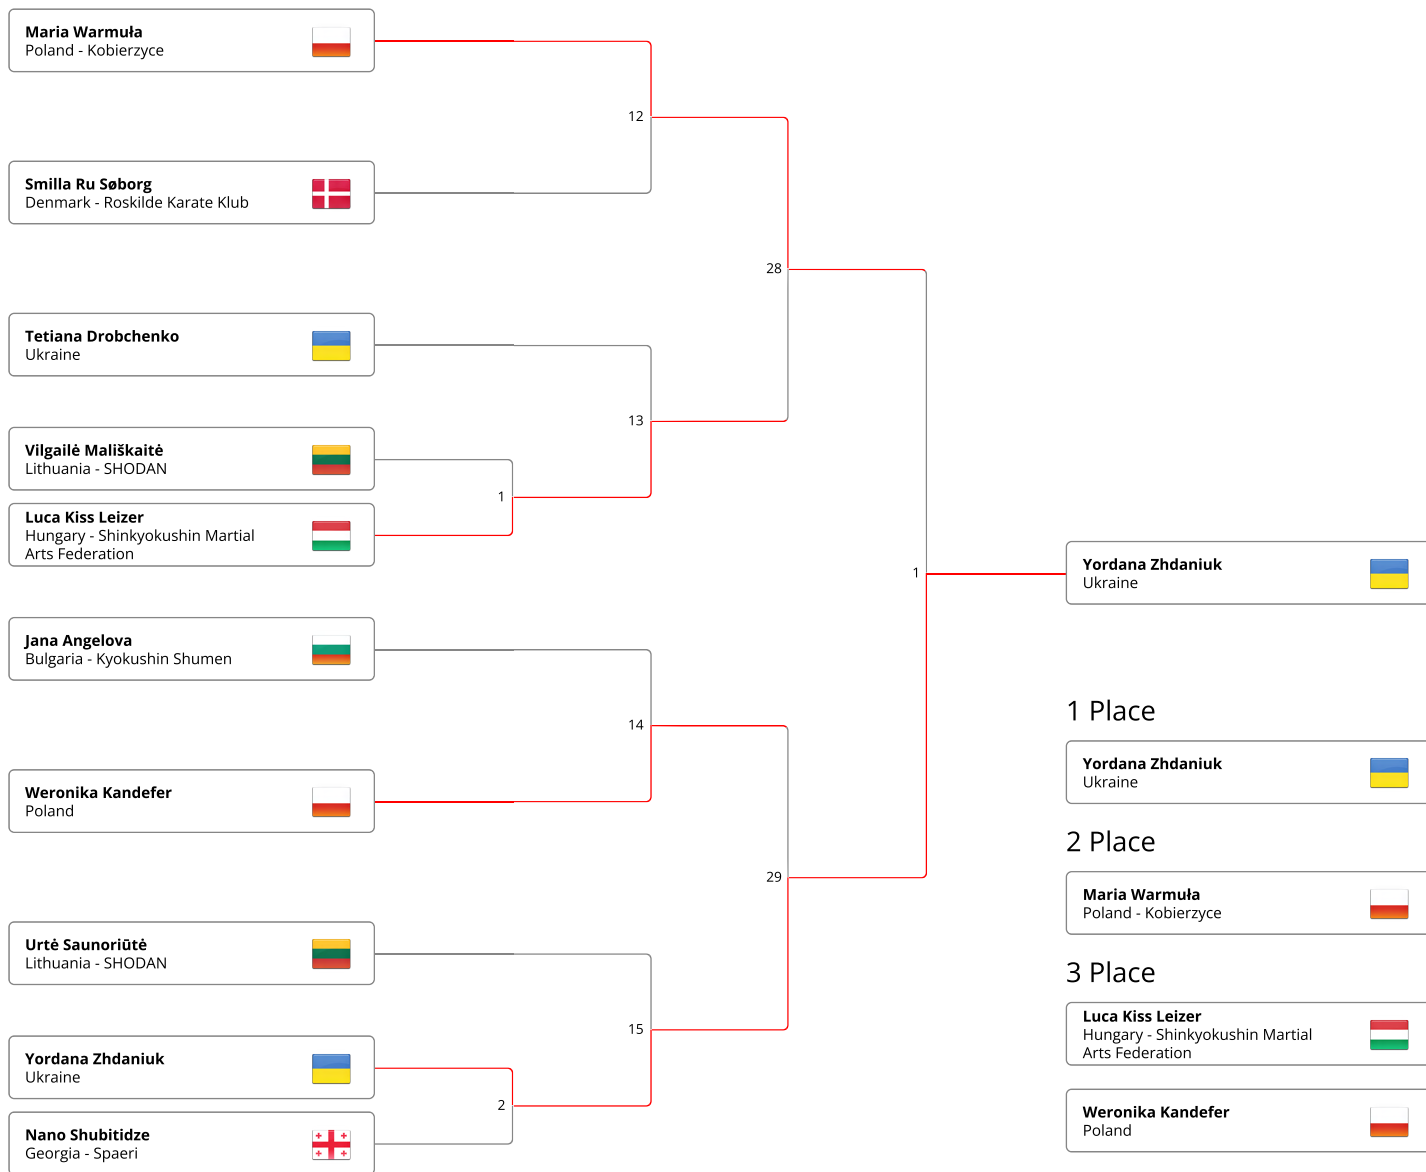 Maria Warmuła
Poland - Kobierzyce
12
Smilla Ru Søborg
Denmark - Roskilde Karate Klub
28
Tetiana Drobchenko
Ukraine
13
Vilgailė Mališkaitė
Lithuania - SHODAN
1
Luca Kiss Leizer
Hungary - Shinkyokushin Martial
Arts Federation
1
Yordana Zhdaniuk
Ukraine
Jana Angelova
Bulgaria - Kyokushin Shumen
14
Weronika Kandefer
Poland
29
Urtė Saunoriūtė
Lithuania - SHODAN
15
Yordana Zhdaniuk
Ukraine
2
Nano Shubitidze
Georgia - Spaeri
1 Place
Yordana Zhdaniuk
Ukraine
2 Place
Maria Warmuła
Poland - Kobierzyce
3 Place
Luca Kiss Leizer
Hungary - Shinkyokushin Martial
Arts Federation
Weronika Kandefer
Poland